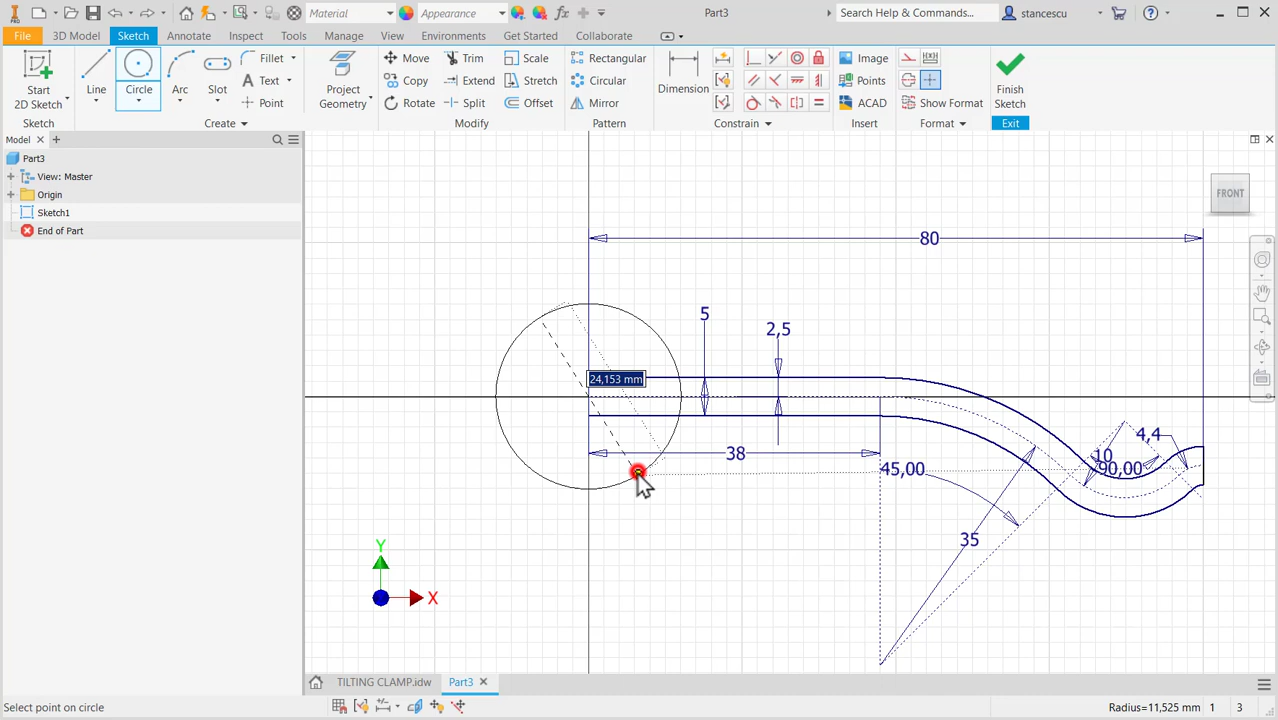 PRO
Material
Appearance
fx
Part3
Search Help & Commands...
stancescu
File
3D Model
Sketch
Annotate
Inspect
Tools
Manage
View
Environments
Get Started
Collaborate
Start
2D Sketch
Line
Circle
Arc
Plot
Fillet
Text
Point
Project
Geometry
Move
Copy
Rotate
Trim
Extend
Split
Scale
Stretch
Offset
Rectangular
Circular
Mirror
Dimension
Image
Points
ACAD
Show Format
Finish
Sketch
Sketch
Create
Modify
Pattern
Constrain
Insert
Format
Exit
Model
Part3
View: Master
Origin
Sketch1
End of Part
FRONT
80
5
2,5
24,153 mm
38
45,00
35
10
90,00
4,4
Y
X
TILTING CLAMP.idw
Part3
Select point on circle
Radius=11,525 mm
1
3